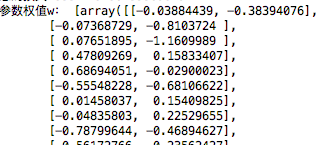 参数权值w:  [array([[-0.03884439, -0.38394076],
[-0.07368729, -0.8103724 ],
[ 0.07651895, -1.1609989 ],
[ 0.47809269,  0.15833407],
[ 0.68694051, -0.02900023],
[-0.55548228, -0.68106622],
[ 0.01458037,  0.15409825],
[-0.04835803,  0.22529655],
[-0.78799644, -0.46894627],